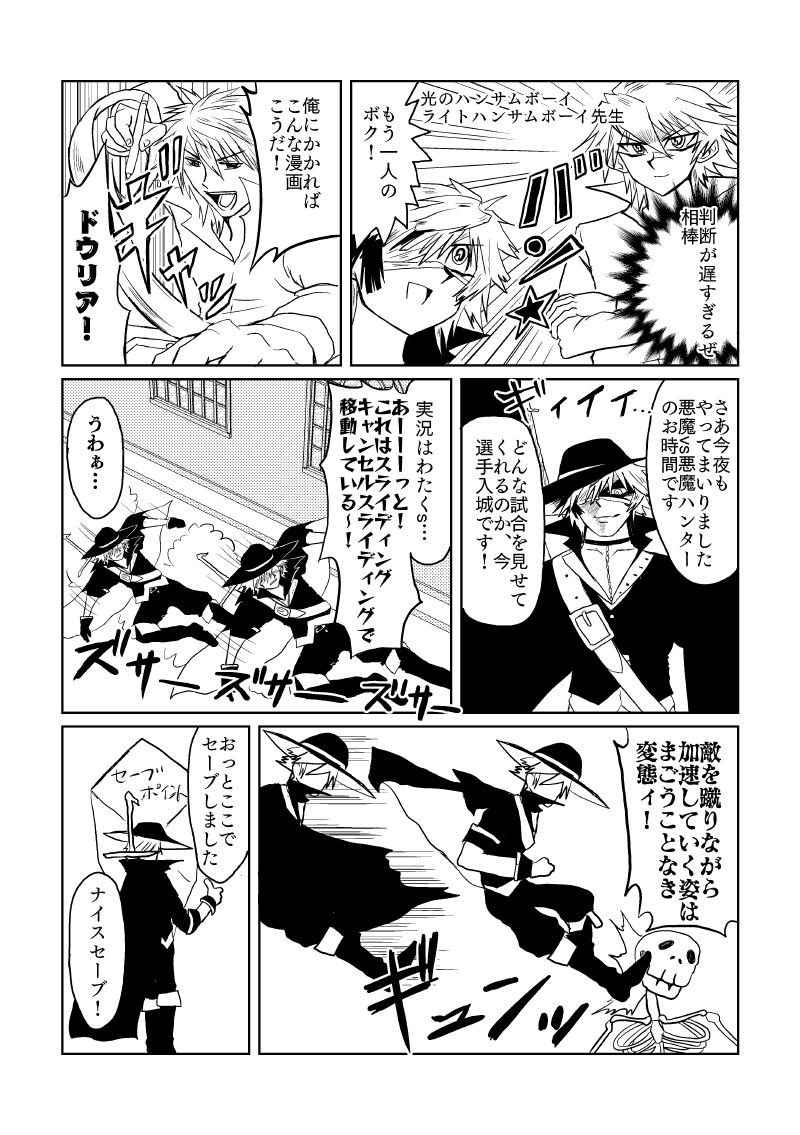 光のハンサムボーイ
ライトハンサムボーイ先生
判断が遅すぎるぜ
相棒
もう一人の
ボク！
バン
俺にかかれば
こんな漫画
こうだ！
ギュギャッ
ドウリア！
さあ今夜も
やってまいりました
悪魔vs悪魔ハンター
のお時間です
ギィイイ…
どんな試合を見せて
くれるのか、今
選手入城です！
実況はわたくs…
あーーーっと！
これはスライディング
キャンセルスライディングで
移動している〜！
うわぁ…
ズザーズザーズザー
敵を蹴りながら
加速していく姿は
まごうことなき
変態ィ！
ギュンッ
おっとここで
セーブしました
セーブ
ポイント
ナイスセーブ！